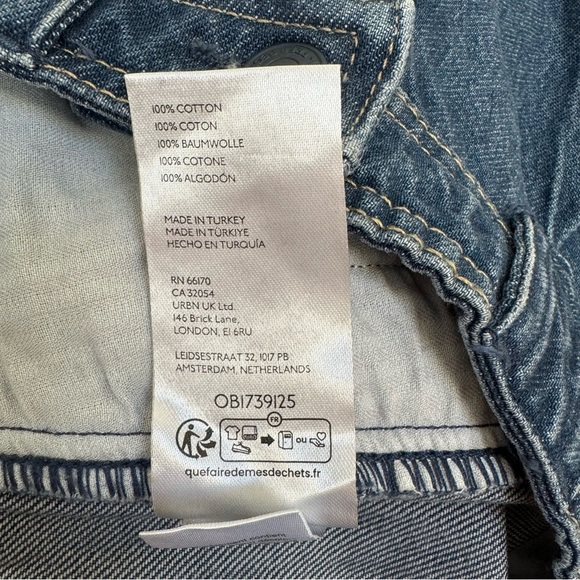 100% COTTON
100% COTON
100% BAUMWOLLE
100% COTONE
100% ALGODÓN
MADE IN TURKEY
MADE IN TÜRKIYE
HECHO EN TURQUÍA
RN 66170
CA 32054
URBN UK Ltd.
146 Brick Lane,
LONDON, E1 6RU
LEIDSESTRAAT 32, 1017 PB
AMSTERDAM, NETHERLANDS
OB1739125
FR
ou
quefairedemesdechets.fr